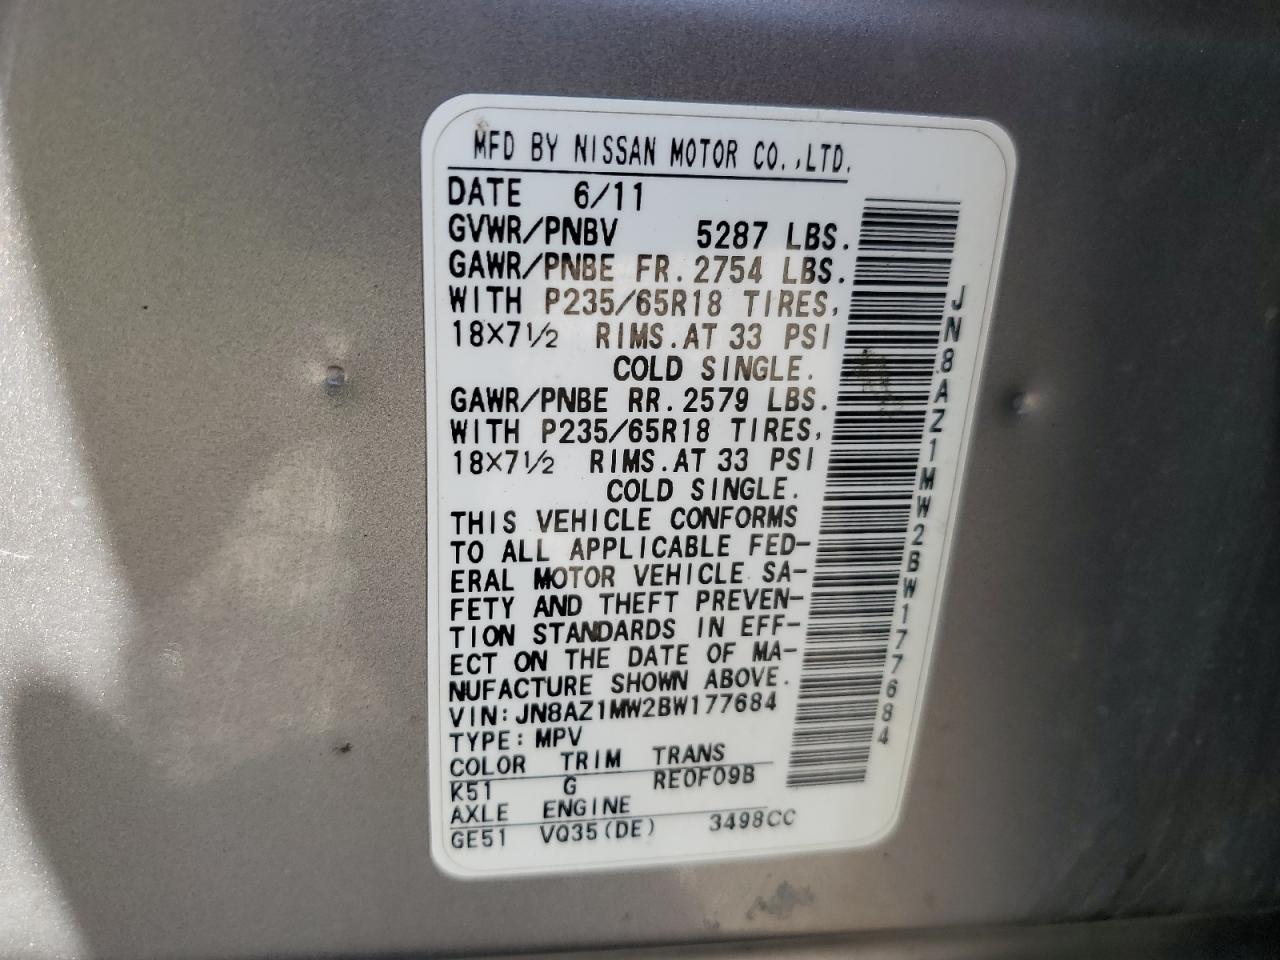 MFD BY NISSAN MOTOR CO.,LTD.
DATE 6/11
GVWR/PNBV 5287 LBS.
GAWR/PNBE FR.2754 LBS.
WITH P235/65R18 TIRES,
18×7½ RIMS.AT 33 PSI
COLD SINGLE.
GAWR/PNBE RR.2579 LBS.
WITH P235/65R18 TIRES,
18×7½ RIMS.AT 33 PSI
COLD SINGLE.
THIS VEHICLE CONFORMS
TO ALL APPLICABLE FED-
ERAL MOTOR VEHICLE SA-
FETY AND THEFT PREVEN-
TION STANDARDS IN EFF-
ECT ON THE DATE OF MA-
NUFACTURE SHOWN ABOVE.
VIN:JN8AZ1MW2BW177684
TYPE:MPV
COLOR TRIM TRANS
K51 G RE0F09B
AXLE ENGINE
GE51 VQ35(DE) 3498CC
JN8AZ1MW2BW177684